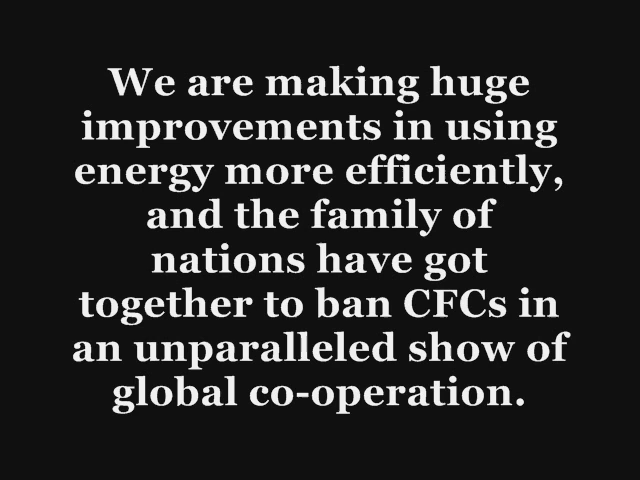 We are making huge
improvements in using
energy more efficiently,
and the family of
nations have got
together to ban CFCs in
an unparalleled show of
global co-operation.